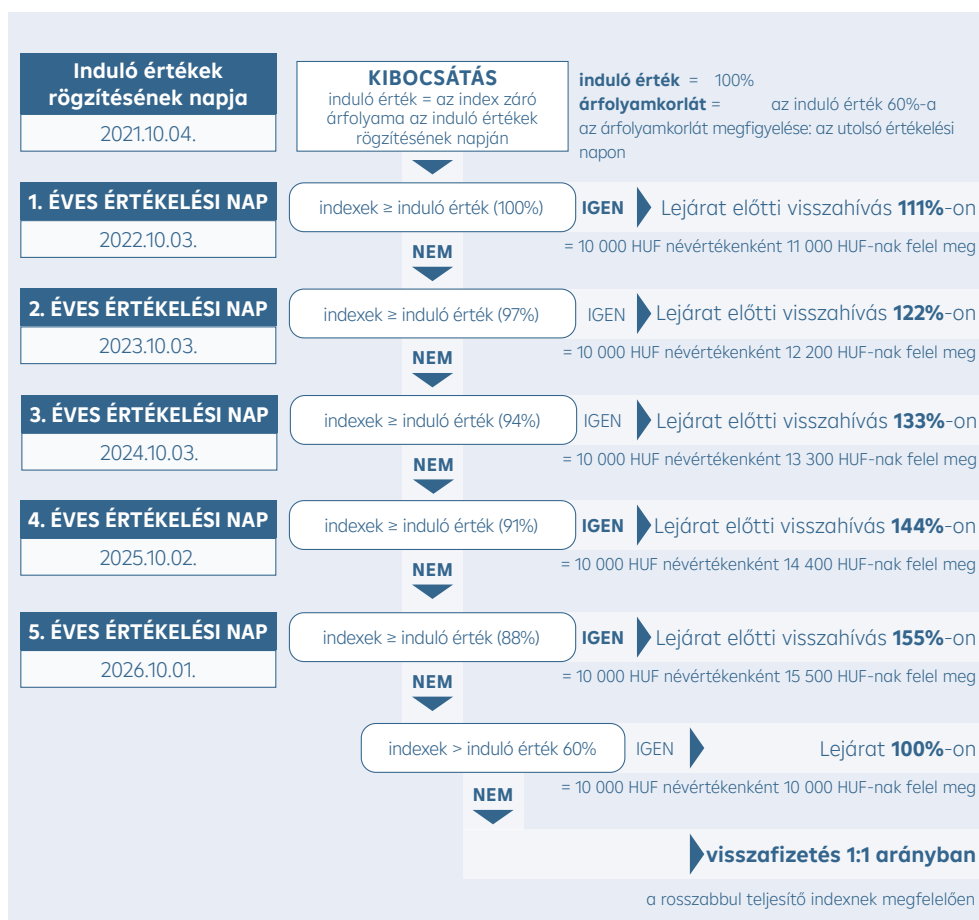 Induló értékek
rögzítésének napja
2021.10.04.
KIBOCSÁTÁS
induló érték = az index záró
árfolyama az induló értékek
rögzítésének napján
induló érték = 100%
árfolyamkorlát = az induló érték 60%-a
az árfolyamkorlát megfigyelése: az utolsó értékelési
napon
1. ÉVES ÉRTÉKELÉSI NAP
2022.10.03.
indexek ≥ induló érték (100%)
IGEN
Lejárat előtti visszahívás 111%-on
= 10 000 HUF névértékenként 11 000 HUF-nak felel meg
NEM
2. ÉVES ÉRTÉKELÉSI NAP
2023.10.03.
indexek ≥ induló érték (97%)
IGEN
Lejárat előtti visszahívás 122%-on
= 10 000 HUF névértékenként 12 200 HUF-nak felel meg
NEM
3. ÉVES ÉRTÉKELÉSI NAP
2024.10.03.
indexek ≥ induló érték (94%)
IGEN
Lejárat előtti visszahívás 133%-on
= 10 000 HUF névértékenként 13 300 HUF-nak felel meg
NEM
4. ÉVES ÉRTÉKELÉSI NAP
2025.10.02.
indexek ≥ induló érték (91%)
IGEN
Lejárat előtti visszahívás 144%-on
= 10 000 HUF névértékenként 14 400 HUF-nak felel meg
NEM
5. ÉVES ÉRTÉKELÉSI NAP
2026.10.01.
indexek ≥ induló érték (88%)
IGEN
Lejárat előtti visszahívás 155%-on
= 10 000 HUF névértékenként 15 500 HUF-nak felel meg
NEM
indexek > induló érték 60%
IGEN
Lejárat 100%-on
= 10 000 HUF névértékenként 10 000 HUF-nak felel meg
NEM
visszafizetés 1:1 arányban
a rosszabbul teljesítő indexnek megfelelően